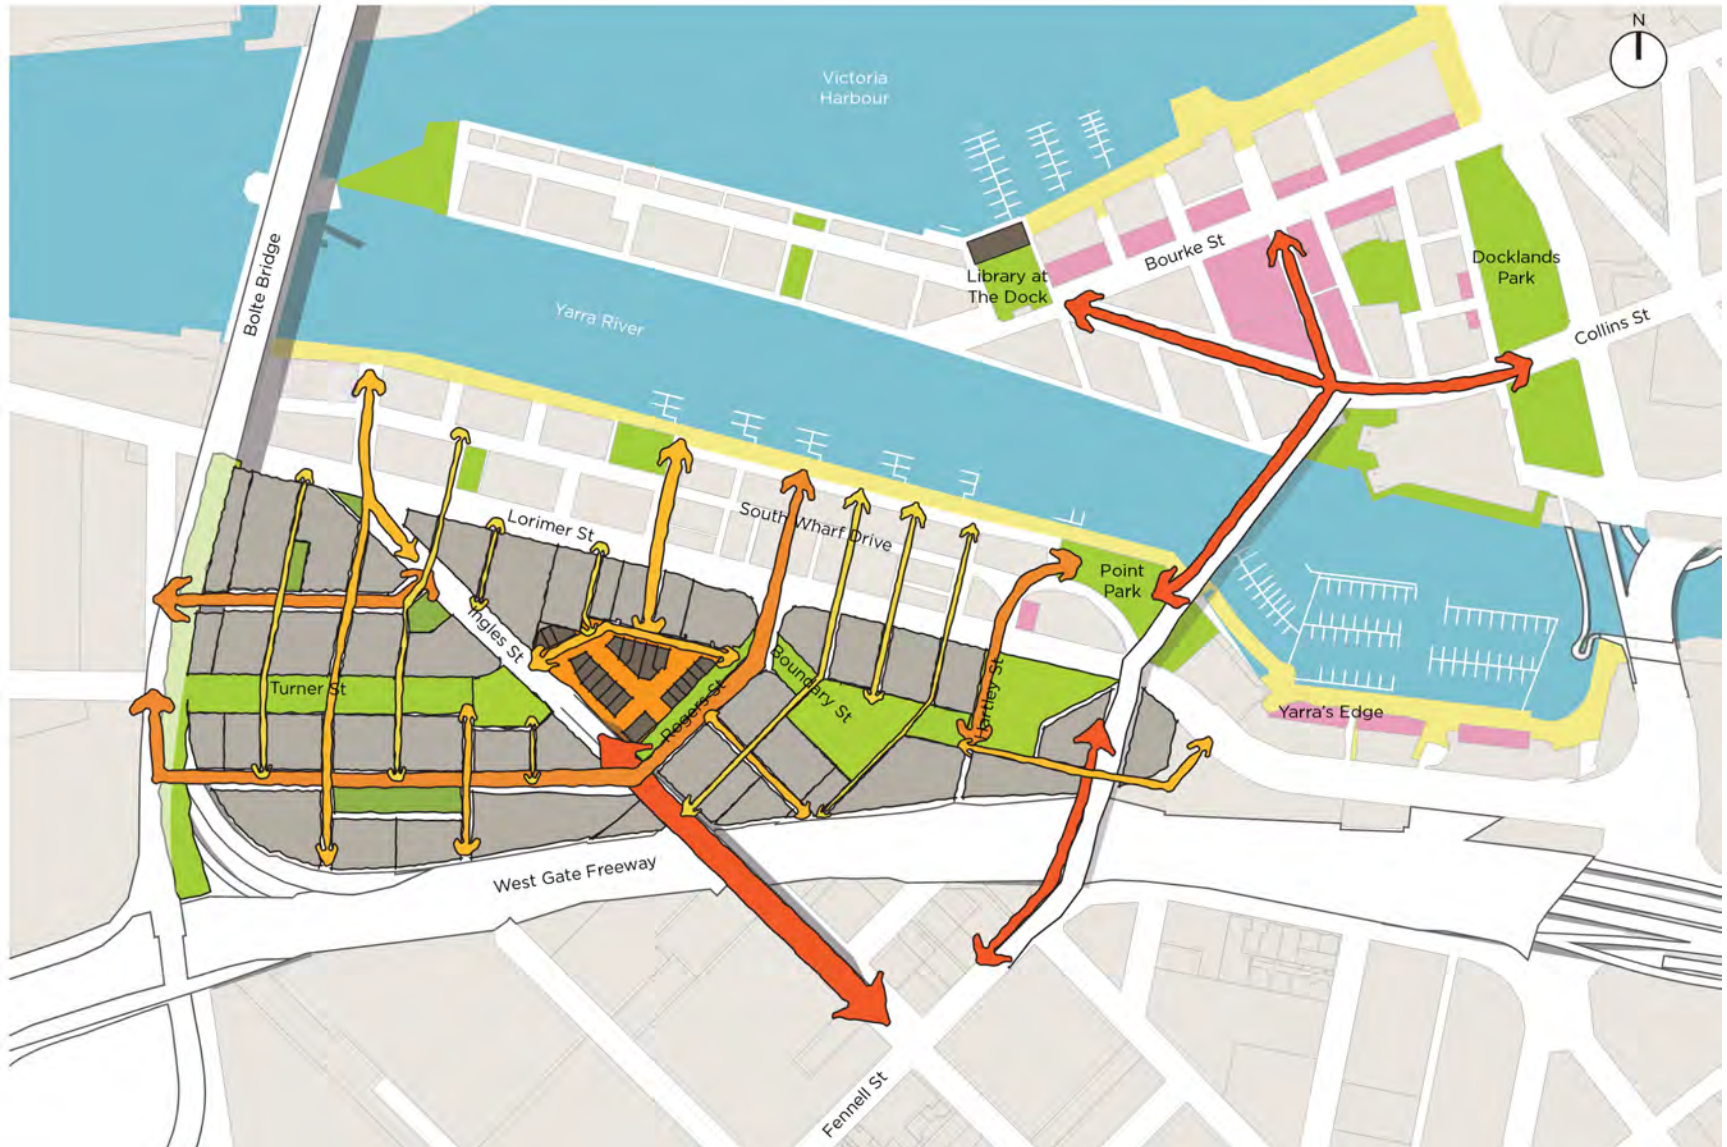 N
Victoria
Harbour
Bolte Bridge
Yarra River
Library at
The Dock
Bourke St
Docklands
Park
Collins St
Lorimer St
South Wharf Drive
Point
Park
Ingles St
Turner St
Rogers St
Boundary St
Hartley St
Yarra's Edge
West Gate Freeway
Fennell St